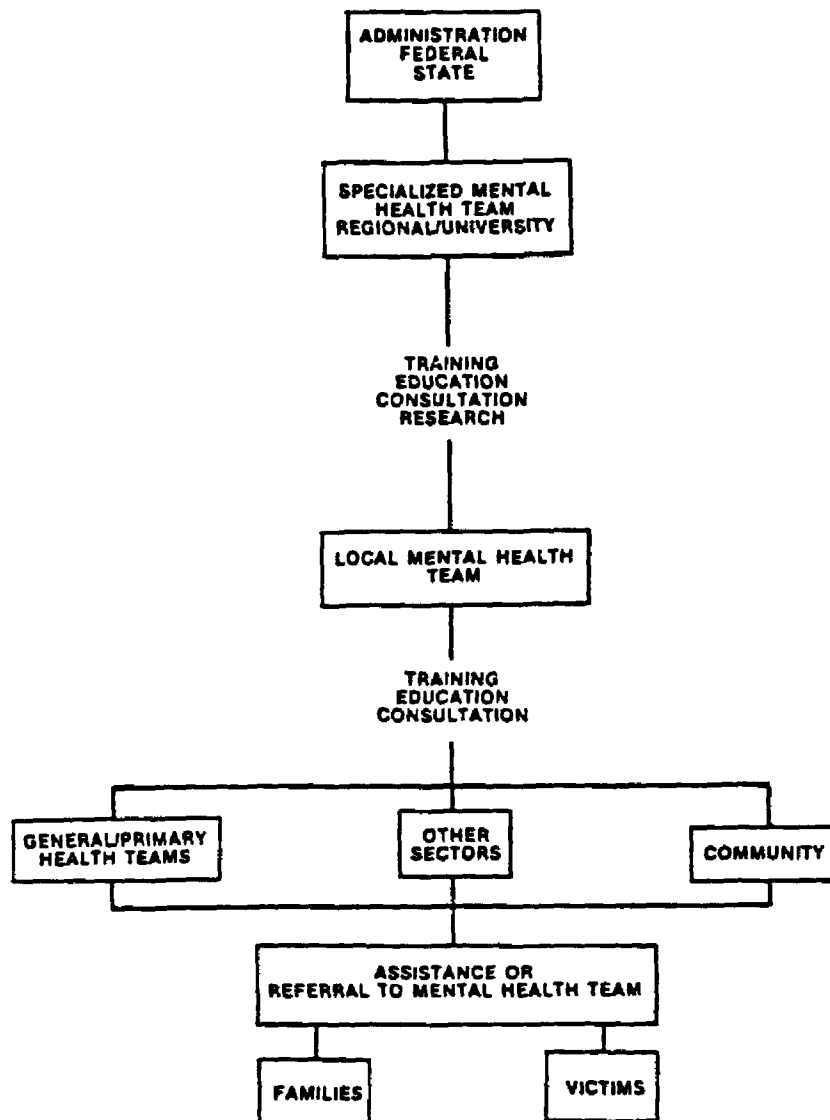 ADMINISTRATION
FEDERAL
STATE
SPECIALIZED MENTAL
HEALTH TEAM
REGIONAL/UNIVERSITY
TRAINING
EDUCATION
CONSULTATION
RESEARCH
LOCAL MENTAL HEALTH
TEAM
TRAINING
EDUCATION
CONSULTATION
GENERAL/PRIMARY
HEALTH TEAMS
OTHER
SECTORS
COMMUNITY
ASSISTANCE OR
REFERRAL TO MENTAL HEALTH TEAM
FAMILIES
VICTIMS